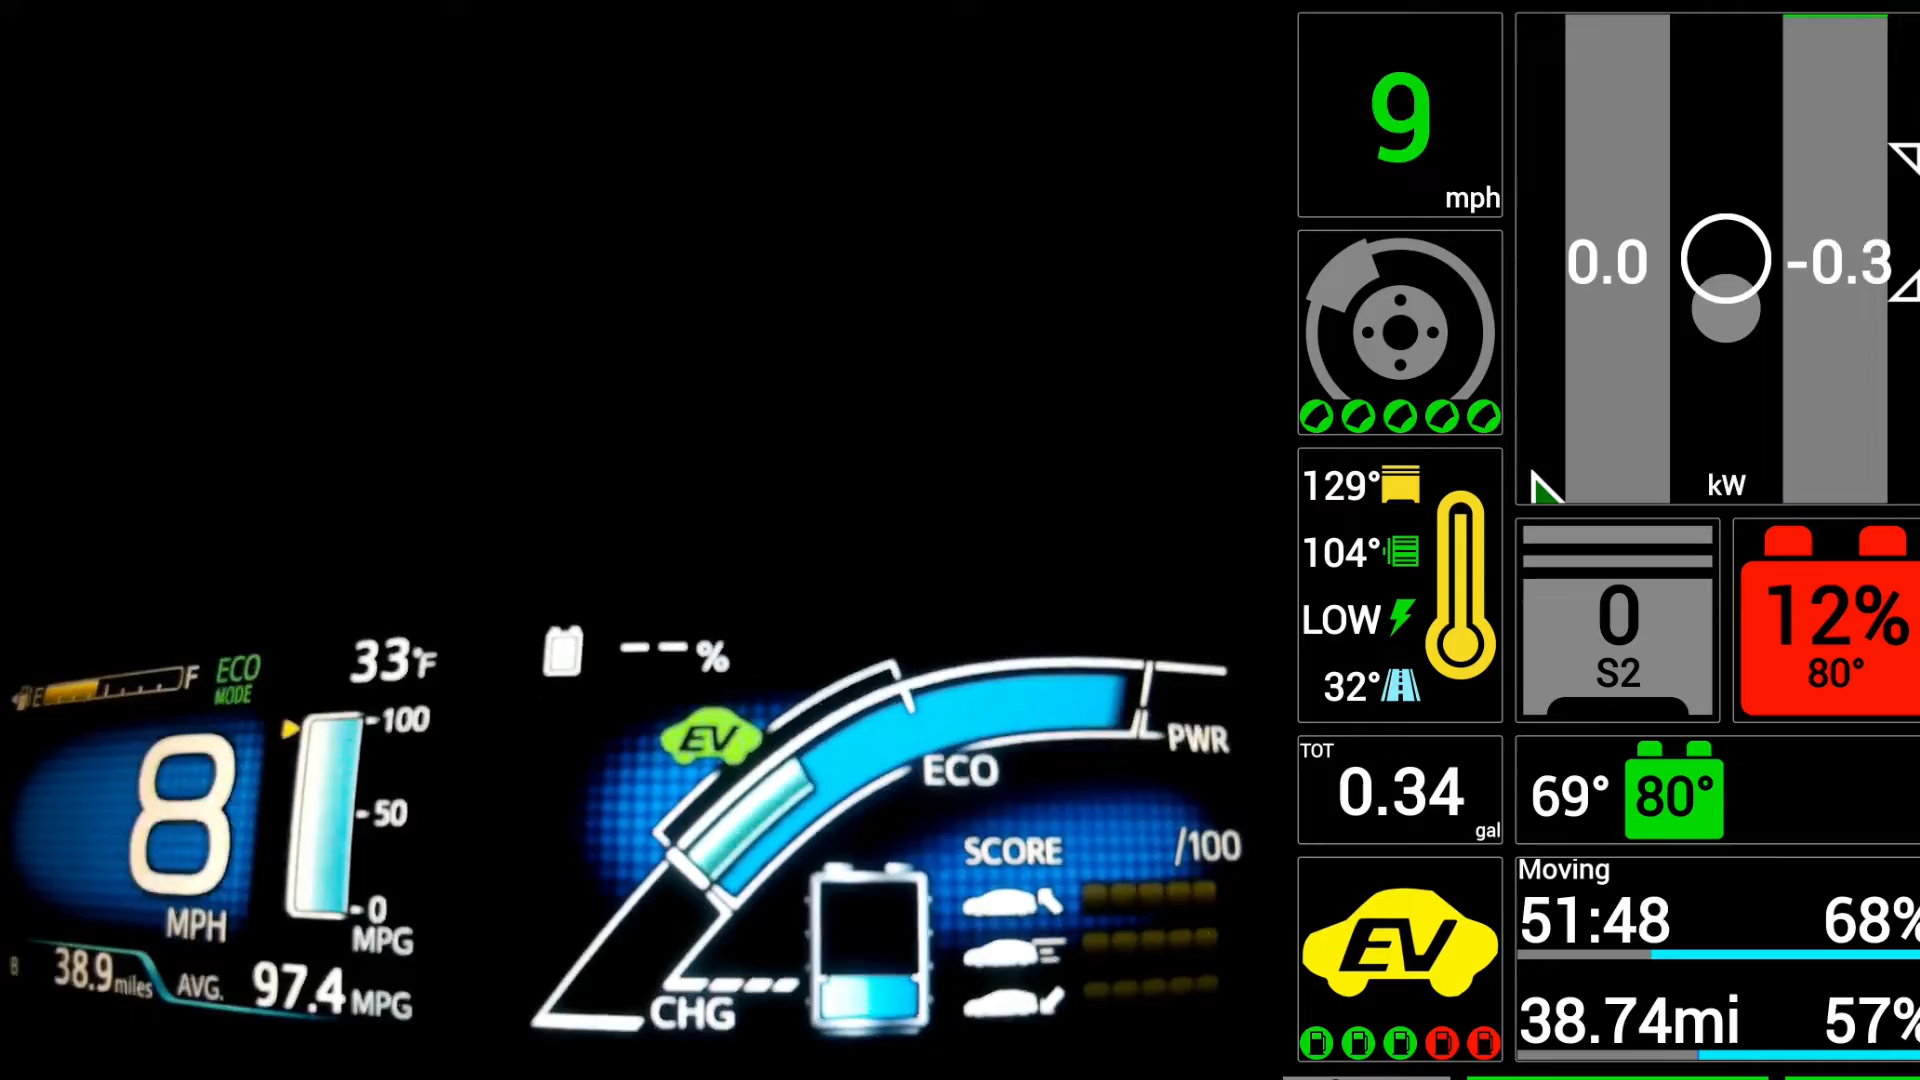 E F
ECO
MODE
33°F
8
MPH
100
50
0
MPG
B 38.9 miles AVG. 97.4 MPG
--%
EV
ECO
PWR
CHG
SCORE /100
9
mph
0.0
-0.3
kW
129°
104°
LOW
32°
0
S2
12%
80°
TOT
0.34
gal
69° 80°
EV
Moving
51:48 68%
38.74mi 57%